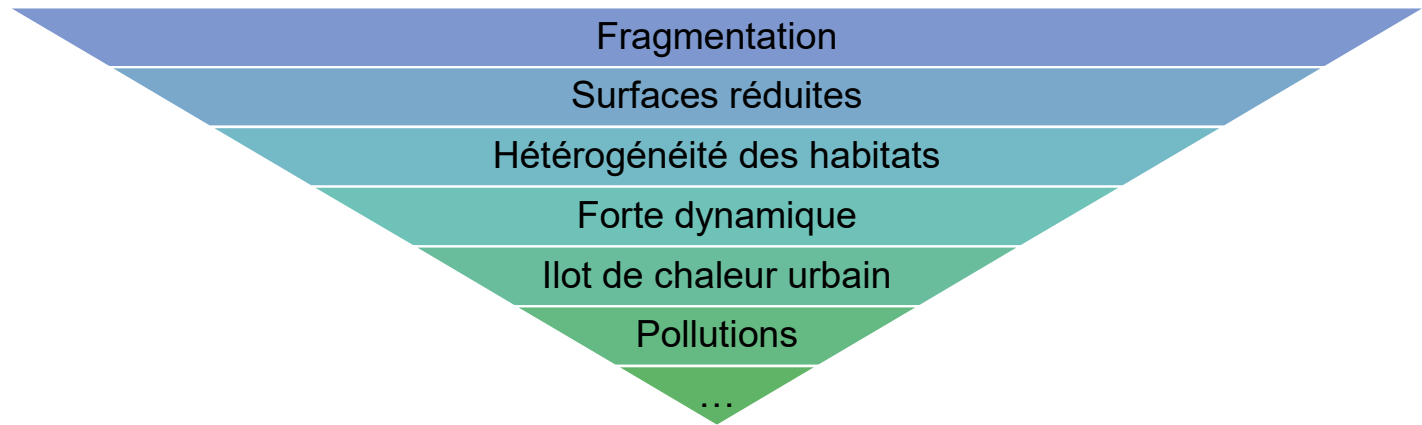 Fragmentation
Surfaces réduites
Hétérogénéité des habitats
Forte dynamique
Ilot de chaleur urbain
Pollutions
…